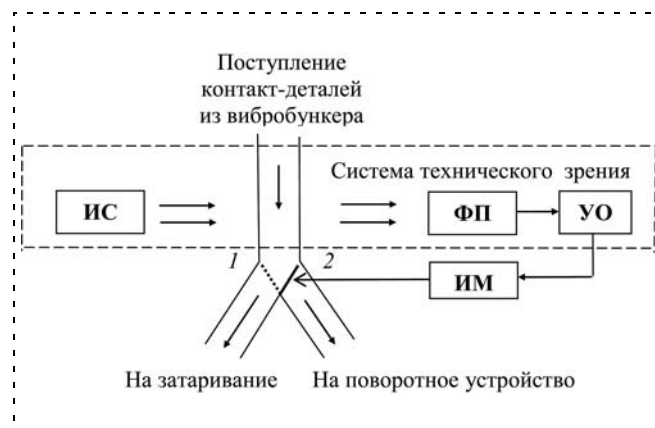 Поступление
контакт-деталей
из вибробункера
Система технического зрения
ИС
ФП
УО
1
2
ИМ
На затаривание
На поворотное устройство